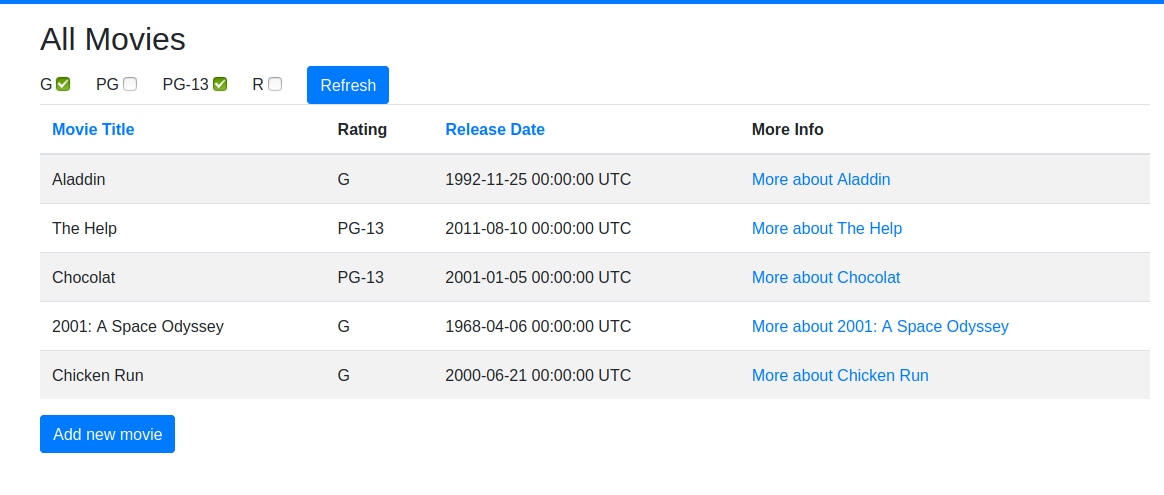 All Movies
G PG PG-13 R Refresh
Movie Title Rating Release Date More Info
Aladdin G 1992-11-25 00:00:00 UTC More about Aladdin
The Help PG-13 2011-08-10 00:00:00 UTC More about The Help
Chocolat PG-13 2001-01-05 00:00:00 UTC More about Chocolat
2001: A Space Odyssey G 1968-04-06 00:00:00 UTC More about 2001: A Space Odyssey
Chicken Run G 2000-06-21 00:00:00 UTC More about Chicken Run
Add new movie